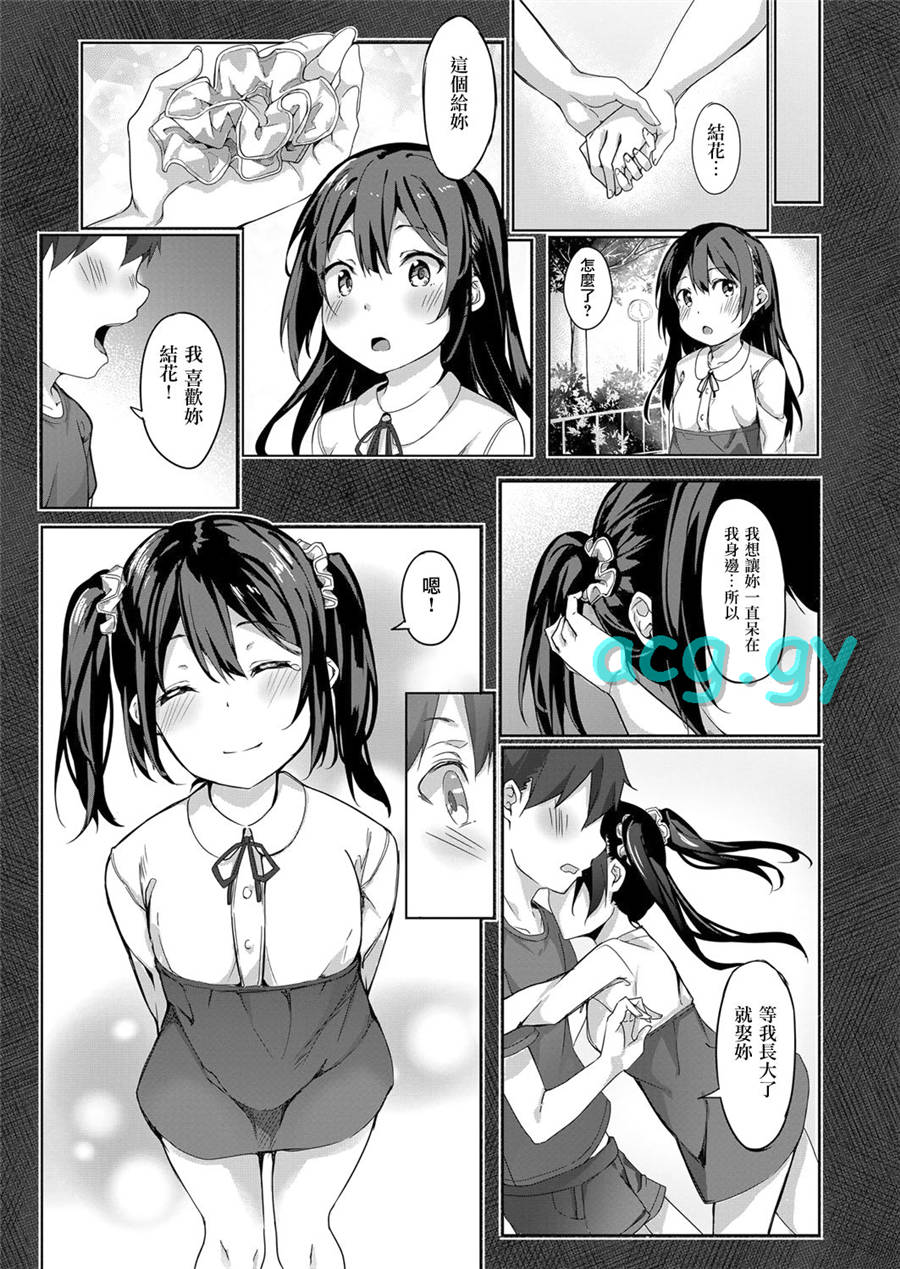 結花…
怎麼了？
這個給妳
我 喜歡妳
結花！
我想讓妳一直呆在
我身邊…所以
等我長大了
就娶妳
嗯！
acg.gy